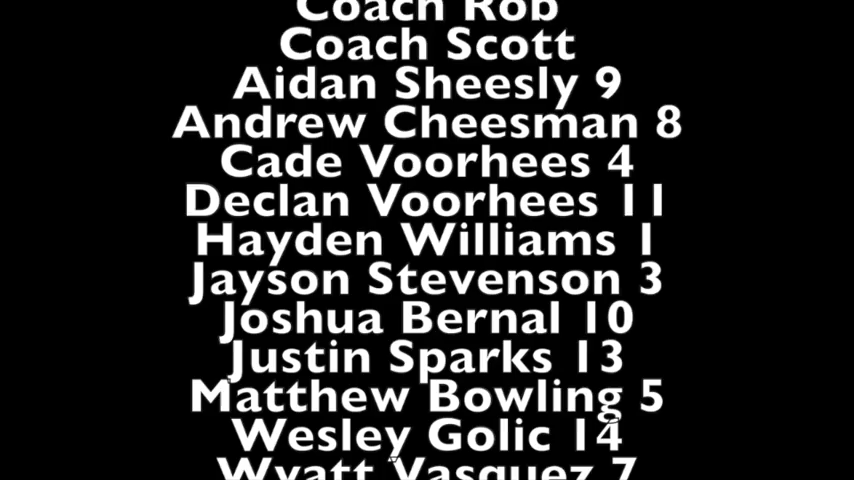 Coach Rob
Coach Scott
Aidan Sheesly 9
Andrew Cheesman 8
Cade Voorhees 4
Declan Voorhees 11
Hayden Williams 1
Jayson Stevenson 3
Joshua Bernal 10
Justin Sparks 13
Matthew Bowling 5
Wesley Golic 14
Wyatt Vasquez 7